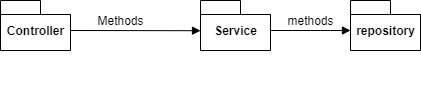 Methods
methods
Controller
Service
repository